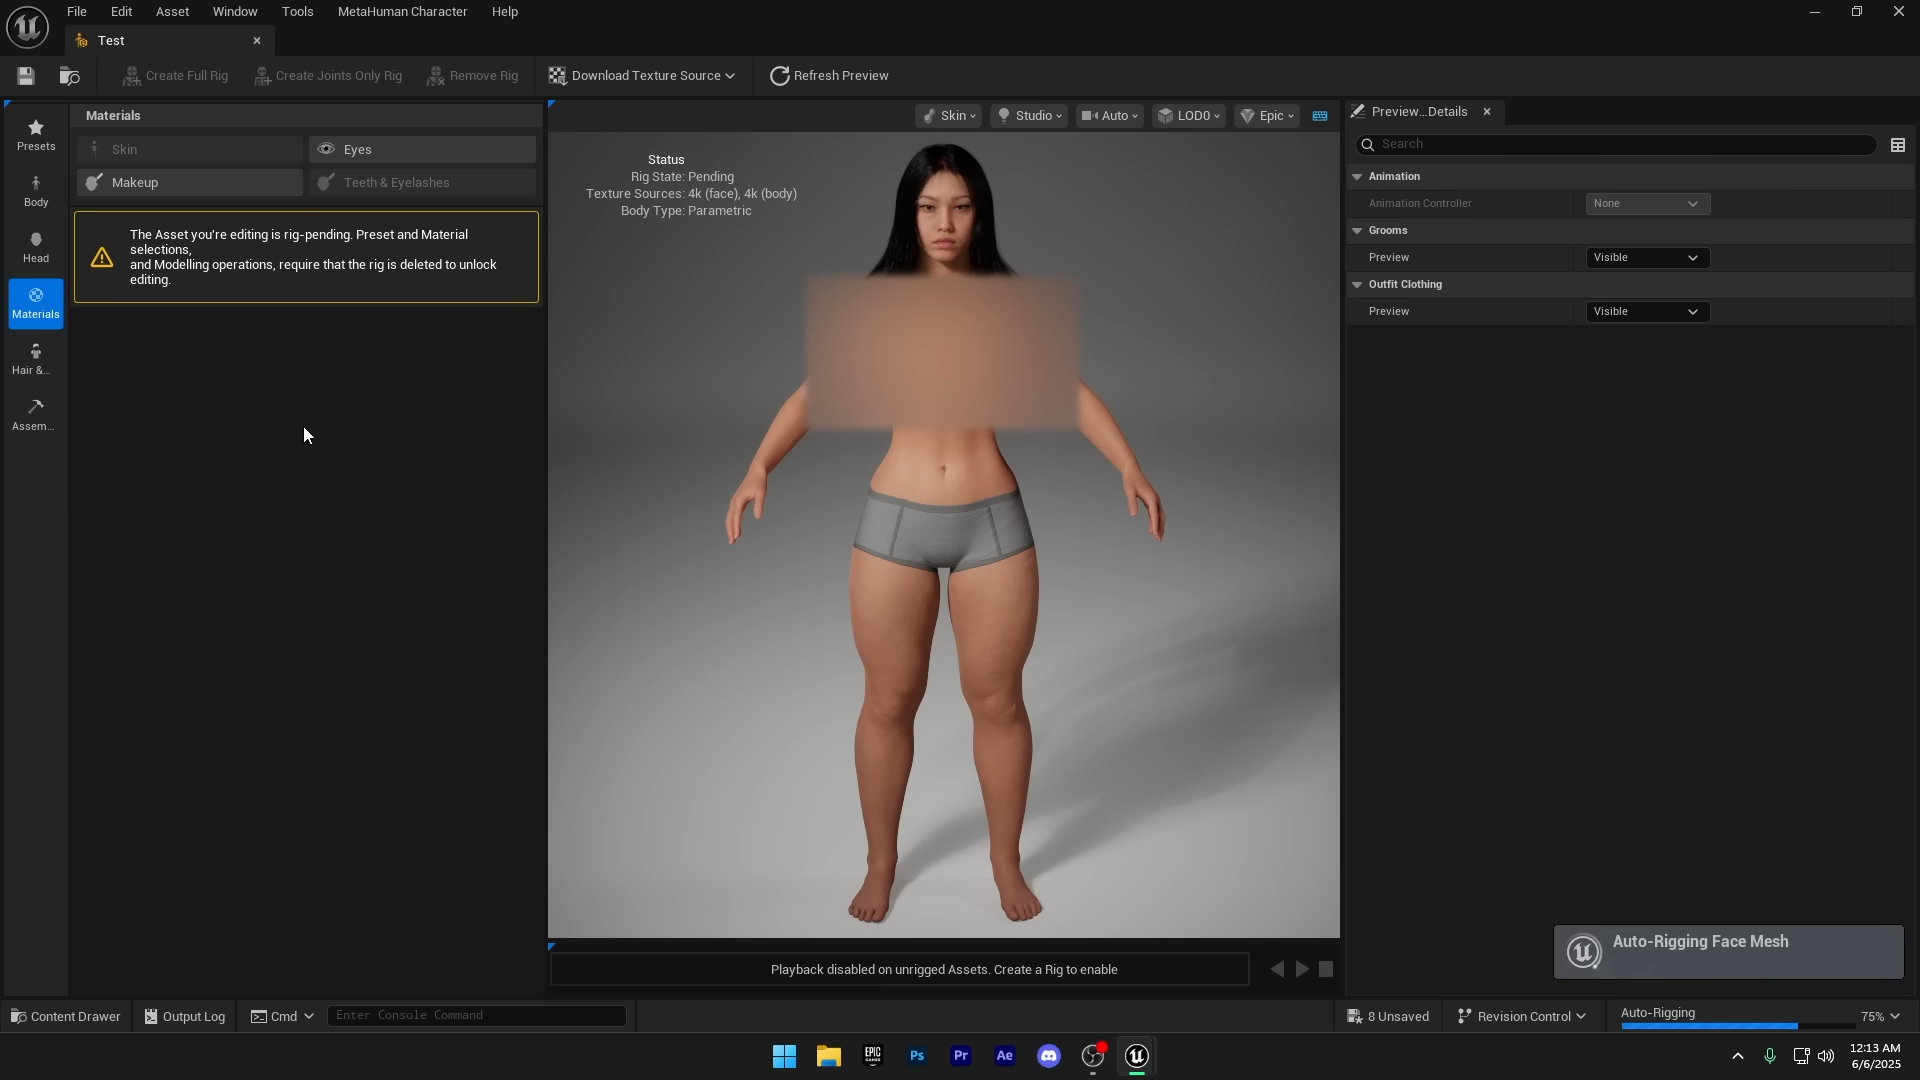 File Edit Asset Window Tools MetaHuman Character Help
Test
Create Full Rig Create Joints Only Rig Remove Rig Download Texture Source Refresh Preview
Presets
Body
Head
Materials
Hair &...
Assem...
Materials
Skin Eyes
Makeup Teeth & Eyelashes
The Asset you're editing is rig-pending. Preset and Material
selections,
and Modelling operations, require that the rig is deleted to unlock
editing.
Skin Studio Auto LOD0 Epic
Status
Rig State: Pending
Texture Sources: 4k (face), 4k (body)
Body Type: Parametric
Playback disabled on unrigged Assets. Create a Rig to enable
Preview...Details
Search
Animation
Animation Controller None
Grooms
Preview Visible
Outfit Clothing
Preview Visible
Auto-Rigging Face Mesh
Content Drawer Output Log Cmd Enter Console Command 8 Unsaved Revision Control Auto-Rigging 75%
EPIC GAMES Ps Pr Ae
12:13 AM
6/6/2025